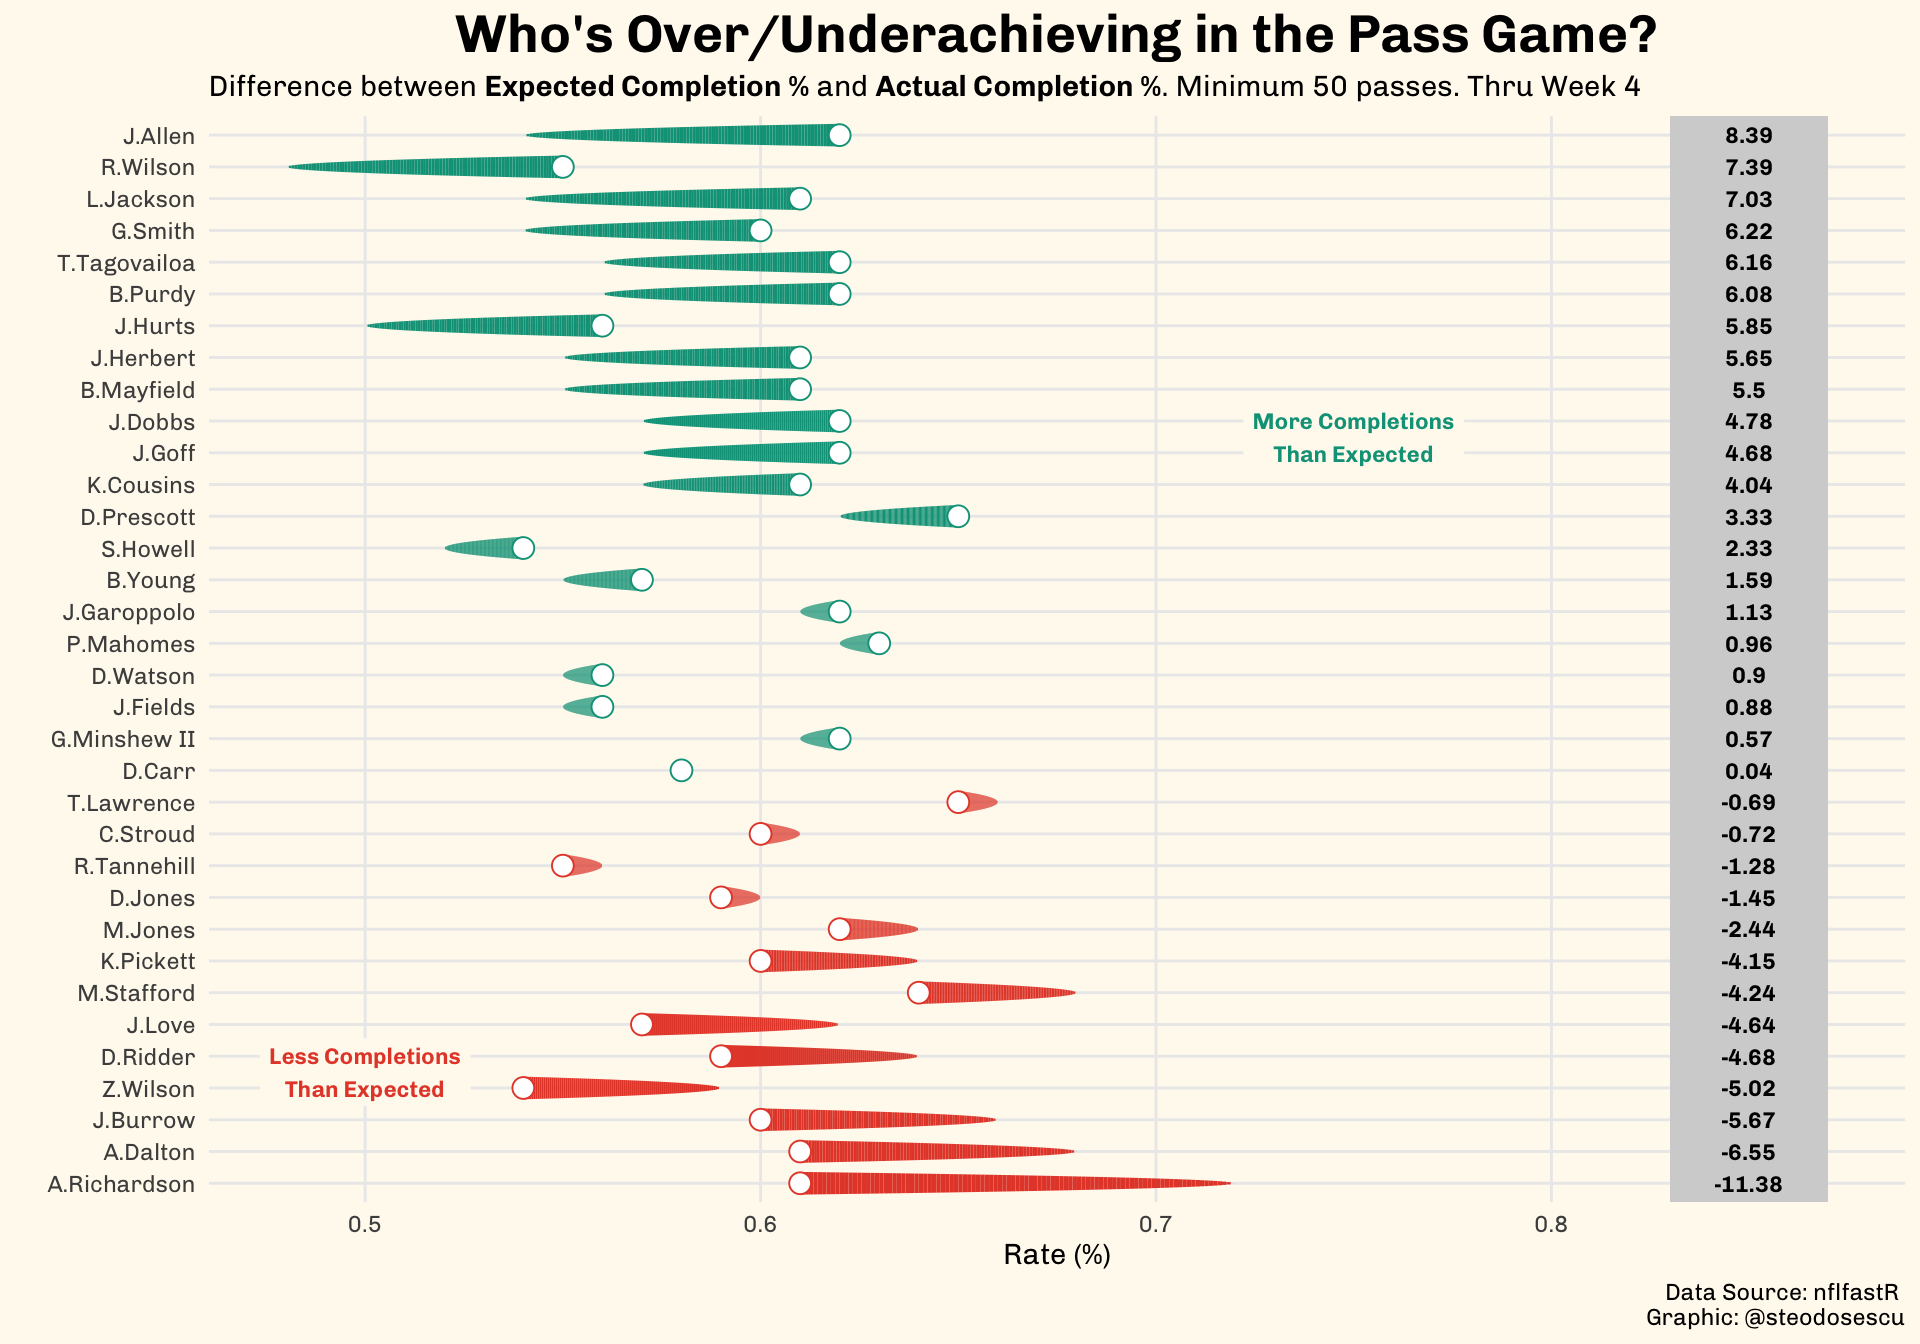 Who's Over/Underachieving in the Pass Game?
Difference between Expected Completion % and Actual Completion %. Minimum 50 passes. Thru Week 4
J.Allen 8.39
R.Wilson 7.39
L.Jackson 7.03
G.Smith 6.22
T.Tagovailoa 6.16
B.Purdy 6.08
J.Hurts 5.85
J.Herbert 5.65
B.Mayfield 5.5
J.Dobbs More Completions 4.78
J.Goff Than Expected 4.68
K.Cousins 4.04
D.Prescott 3.33
S.Howell 2.33
B.Young 1.59
J.Garoppolo 1.13
P.Mahomes 0.96
D.Watson 0.9
J.Fields 0.88
G.Minshew II 0.57
D.Carr 0.04
T.Lawrence -0.69
C.Stroud -0.72
R.Tannehill -1.28
D.Jones -1.45
M.Jones -2.44
K.Pickett -4.15
M.Stafford -4.24
J.Love -4.64
D.Ridder Less Completions -4.68
Z.Wilson Than Expected -5.02
J.Burrow -5.67
A.Dalton -6.55
A.Richardson -11.38
0.5 0.6 0.7 0.8
Rate (%)
Data Source: nflfastR
Graphic: @steodosescu